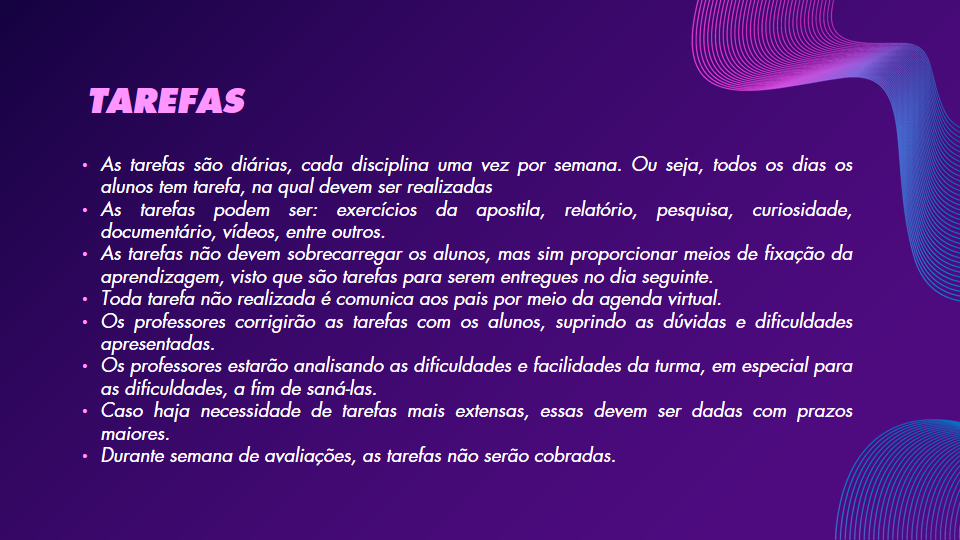 TAREFAS
• As tarefas são diárias, cada disciplina uma vez por semana. Ou seja, todos os dias os
alunos tem tarefa, na qual devem ser realizadas
• As tarefas podem ser: exercícios da apostila, relatório, pesquisa, curiosidade,
documentário, vídeos, entre outros.
• As tarefas não devem sobrecarregar os alunos, mas sim proporcionar meios de fixação da
aprendizagem, visto que são tarefas para serem entregues no dia seguinte.
• Toda tarefa não realizada é comunica aos pais por meio da agenda virtual.
• Os professores corrigirão as tarefas com os alunos, suprindo as dúvidas e dificuldades
apresentadas.
• Os professores estarão analisando as dificuldades e facilidades da turma, em especial para
as dificuldades, a fim de saná-las.
• Caso haja necessidade de tarefas mais extensas, essas devem ser dadas com prazos
maiores.
• Durante semana de avaliações, as tarefas não serão cobradas.